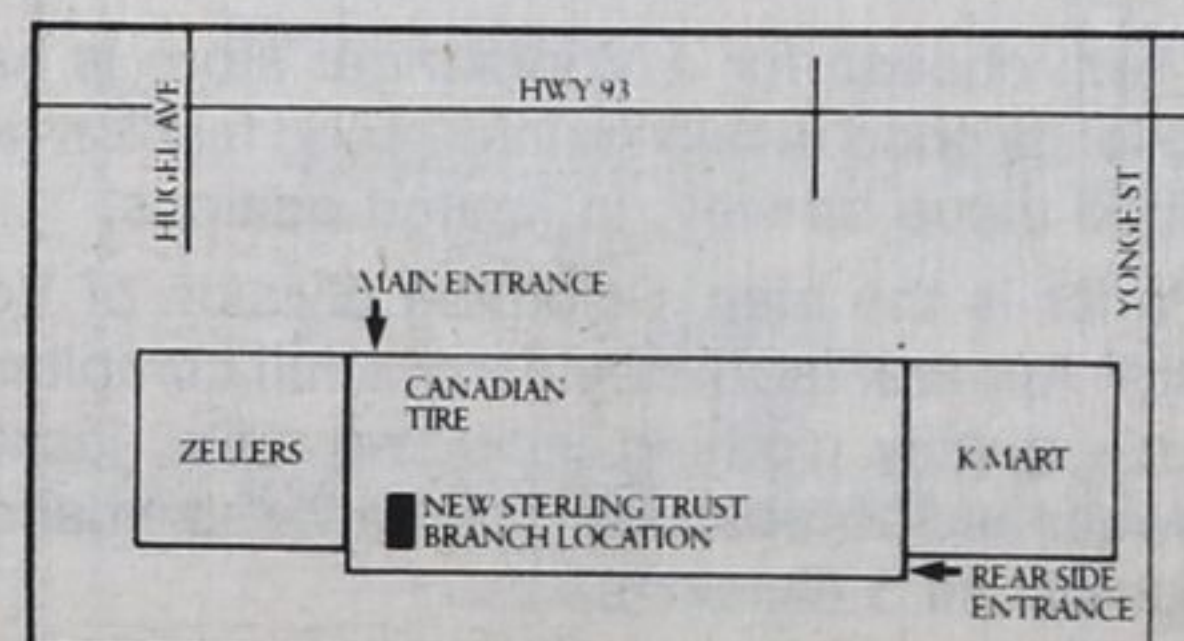 HWY 93
HUGEL AVE
YONGE ST
MAIN ENTRANCE
CANADIAN
TIRE
ZELLERS
K MART
NEW STERLING TRUST
BRANCH LOCATION
REAR SIDE
ENTRANCE